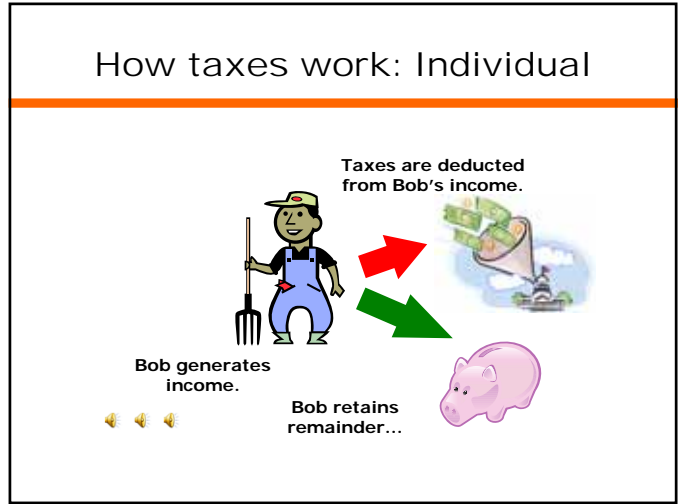 How taxes work: Individual
Taxes are deducted
from Bob's income.
Bob generates
income.
Bob retains
remainder...